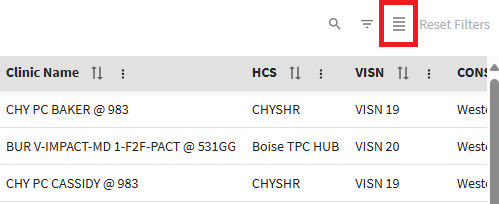 Reset Filters
Clinic Name HCS VISN CONS
CHY PC BAKER @ 983 CHYSHR VISN 19 Weste
BUR V-IMPACT-MD 1-F2F-PACT @ 531GG Boise TPC HUB VISN 20 Weste
CHY PC CASSIDY @ 983 CHYSHR VISN 19 Weste